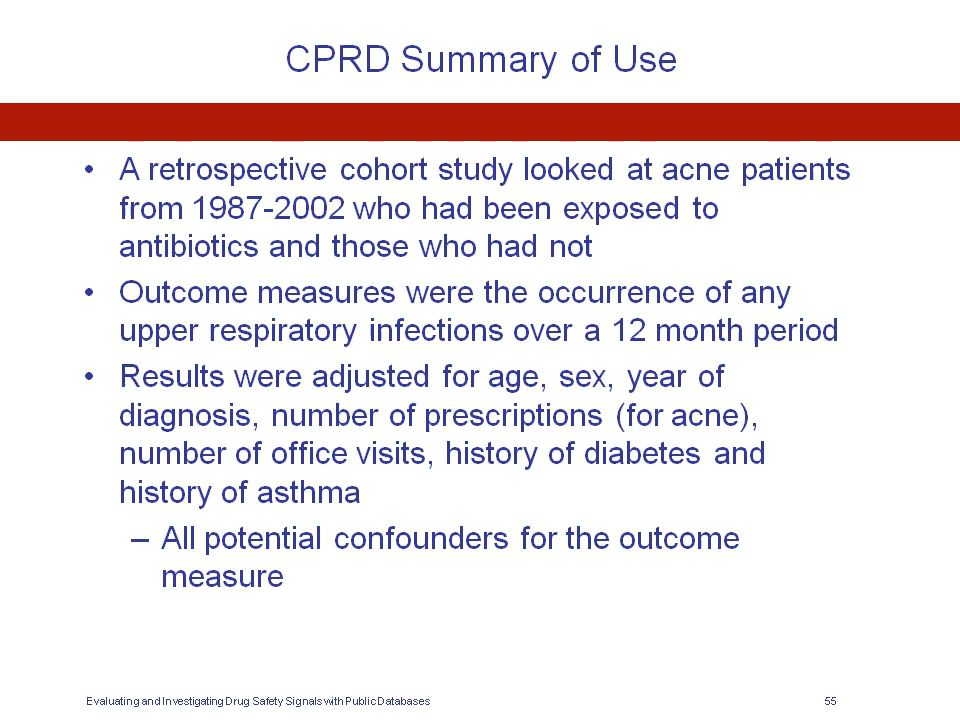 CPRD Summary of Use
• A retrospective cohort study looked at acne patients
from 1987-2002 who had been exposed to
antibiotics and those who had not
• Outcome measures were the occurrence of any
upper respiratory infections over a 12 month period
• Results were adjusted for age, sex, year of
diagnosis, number of prescriptions (for acne),
number of office visits, history of diabetes and
history of asthma
– All potential confounders for the outcome
measure
Evaluating and Investigating Drug Safety Signals with Public Databases 55